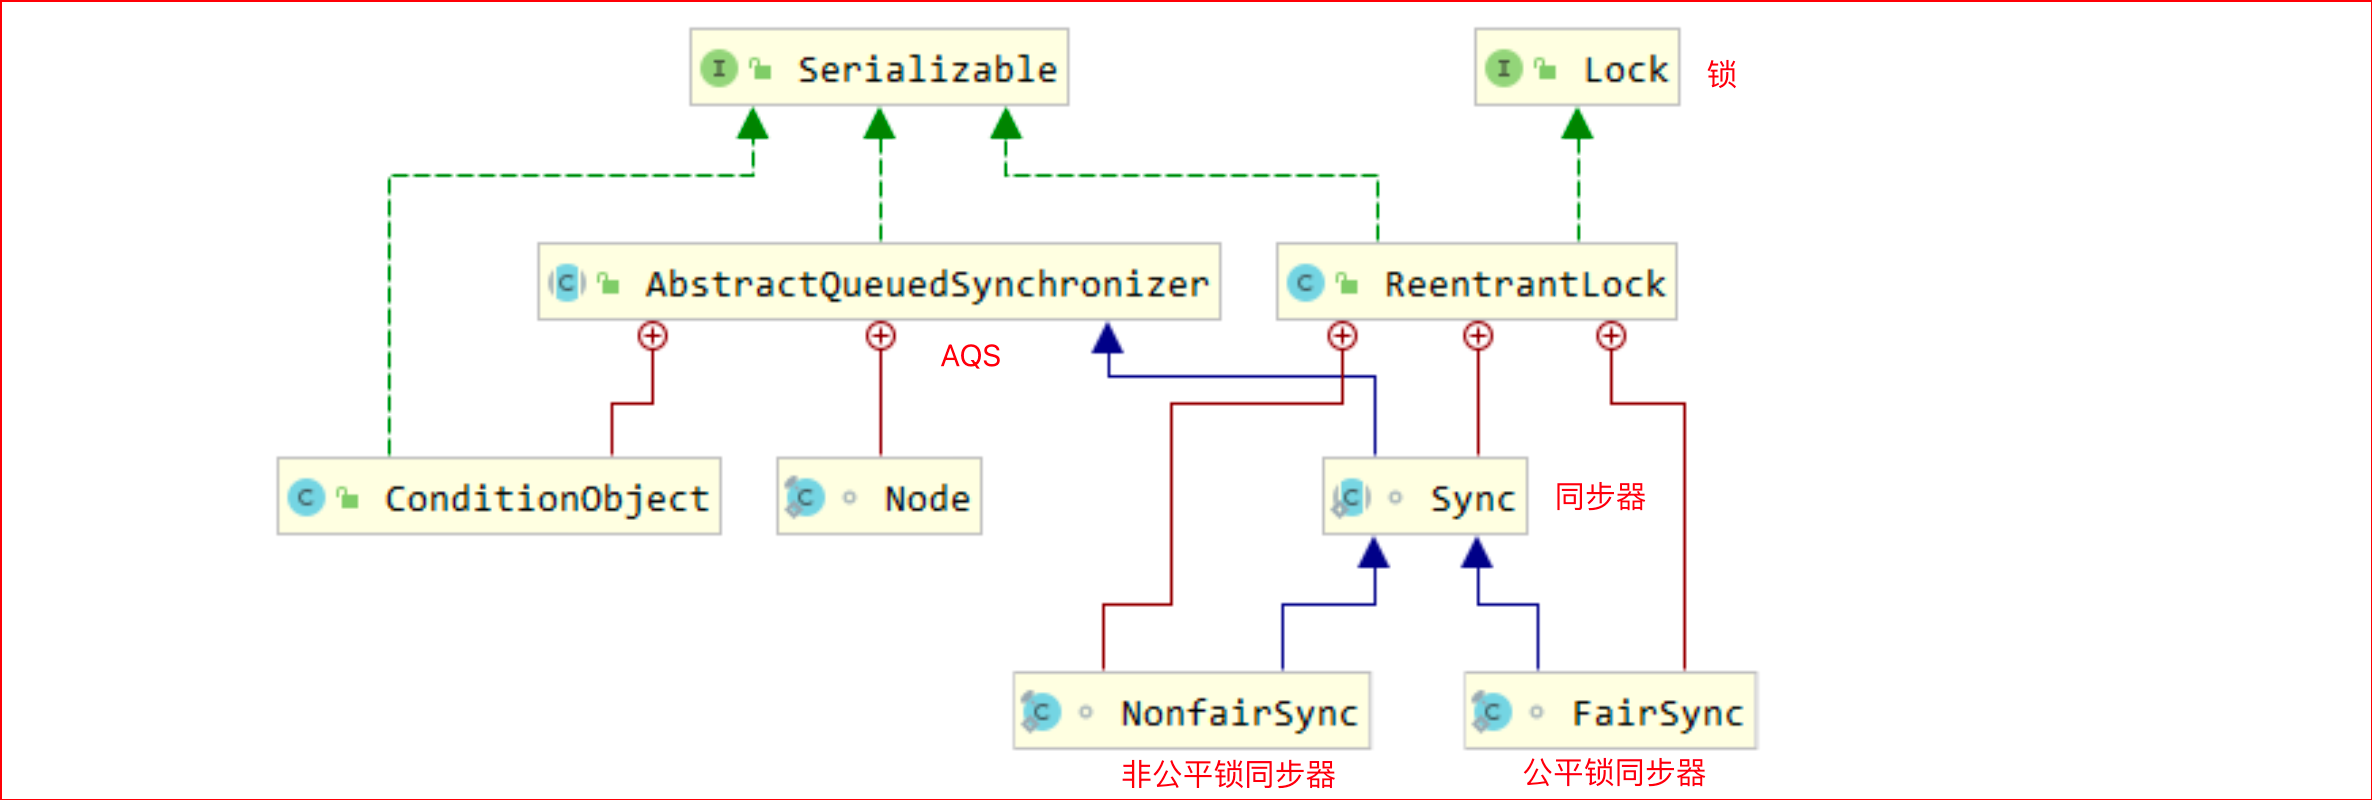 I Serializable
I Lock 锁
C AbstractQueuedSynchronizer
C ReentrantLock
AQS
C ConditionObject
C Node
C Sync 同步器
C NonfairSync
C FairSync
非公平锁同步器
公平锁同步器